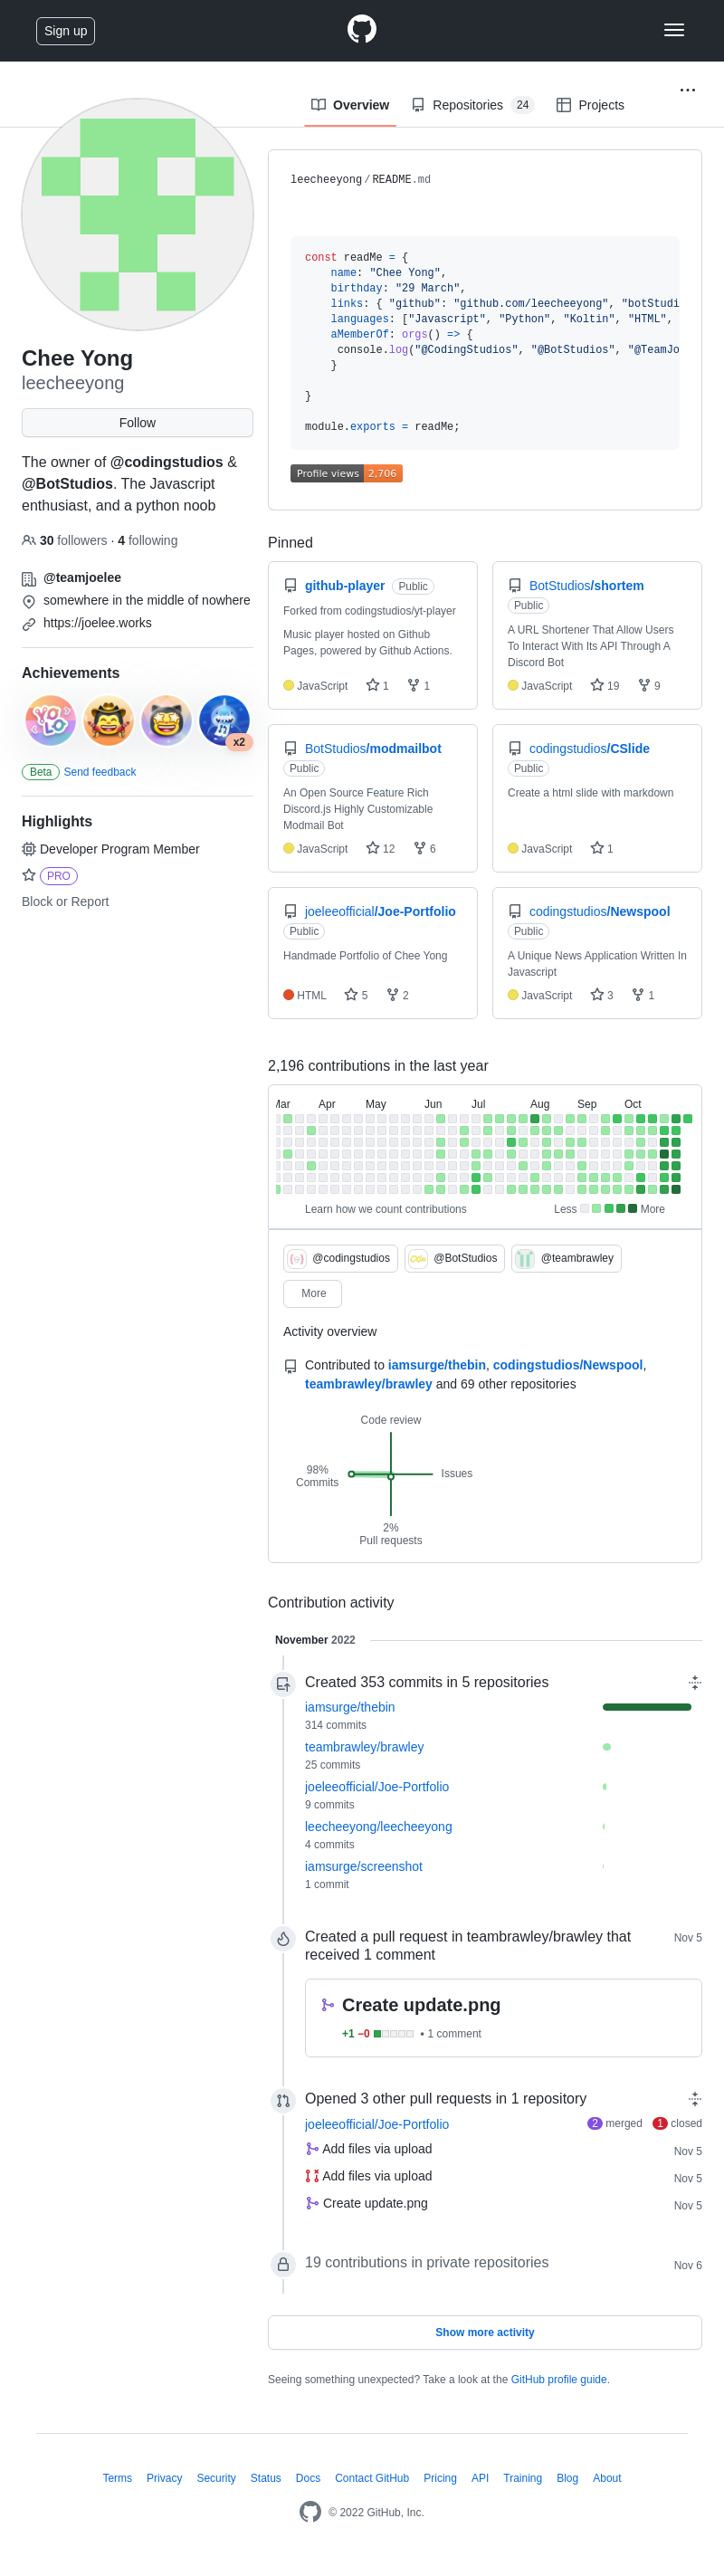 Sign up
Overview
Repositories 24
Projects
Chee Yong
leecheeyong
Follow
The owner of @codingstudios &
@BotStudios. The Javascript
enthusiast, and a python noob
30 followers · 4 following
@teamjoelee
somewhere in the middle of nowhere
https://joelee.works
Achievements
YOLO
x2
Beta Send feedback
Highlights
Developer Program Member
PRO
Block or Report
leecheeyong/README.md
const readMe = {
name: "Chee Yong",
birthday: "29 March",
links: { "github": "github.com/leecheeyong", "botStudi
languages: ["Javascript", "Python", "Koltin", "HTML",
aMemberOf: orgs() => {
console.log("@CodingStudios", "@BotStudios", "@TeamJo
}
}
module.exports = readMe;
Profile views 2,706
Pinned
github-player Public
Forked from codingstudios/yt-player
Music player hosted on Github
Pages, powered by Github Actions.
JavaScript 1 1
BotStudios/shortem
Public
A URL Shortener That Allow Users
To Interact With Its API Through A
Discord Bot
JavaScript 19 9
BotStudios/modmailbot
Public
An Open Source Feature Rich
Discord.js Highly Customizable
Modmail Bot
JavaScript 12 6
codingstudios/CSlide
Public
Create a html slide with markdown
JavaScript 1
joeleeofficial/Joe-Portfolio
Public
Handmade Portfolio of Chee Yong
HTML 5 2
codingstudios/Newspool
Public
A Unique News Application Written In
Javascript
JavaScript 3 1
2,196 contributions in the last year
Mar Apr May Jun Jul Aug Sep Oct
Learn how we count contributions
Less More
@codingstudios
@BotStudios
@teambrawley
More
Activity overview
Contributed to iamsurge/thebin, codingstudios/Newspool,
teambrawley/brawley and 69 other repositories
Code review
98%
Commits
Issues
2%
Pull requests
Contribution activity
November 2022
Created 353 commits in 5 repositories
iamsurge/thebin
314 commits
teambrawley/brawley
25 commits
joeleeofficial/Joe-Portfolio
9 commits
leecheeyong/leecheeyong
4 commits
iamsurge/screenshot
1 commit
Created a pull request in teambrawley/brawley that
received 1 comment
Nov 5
Create update.png
+1 −0 • 1 comment
Opened 3 other pull requests in 1 repository
joeleeofficial/Joe-Portfolio 2 merged 1 closed
Add files via upload Nov 5
Add files via upload Nov 5
Create update.png Nov 5
19 contributions in private repositories Nov 6
Show more activity
Seeing something unexpected? Take a look at the GitHub profile guide.
Terms Privacy Security Status Docs Contact GitHub Pricing API Training Blog About
© 2022 GitHub, Inc.